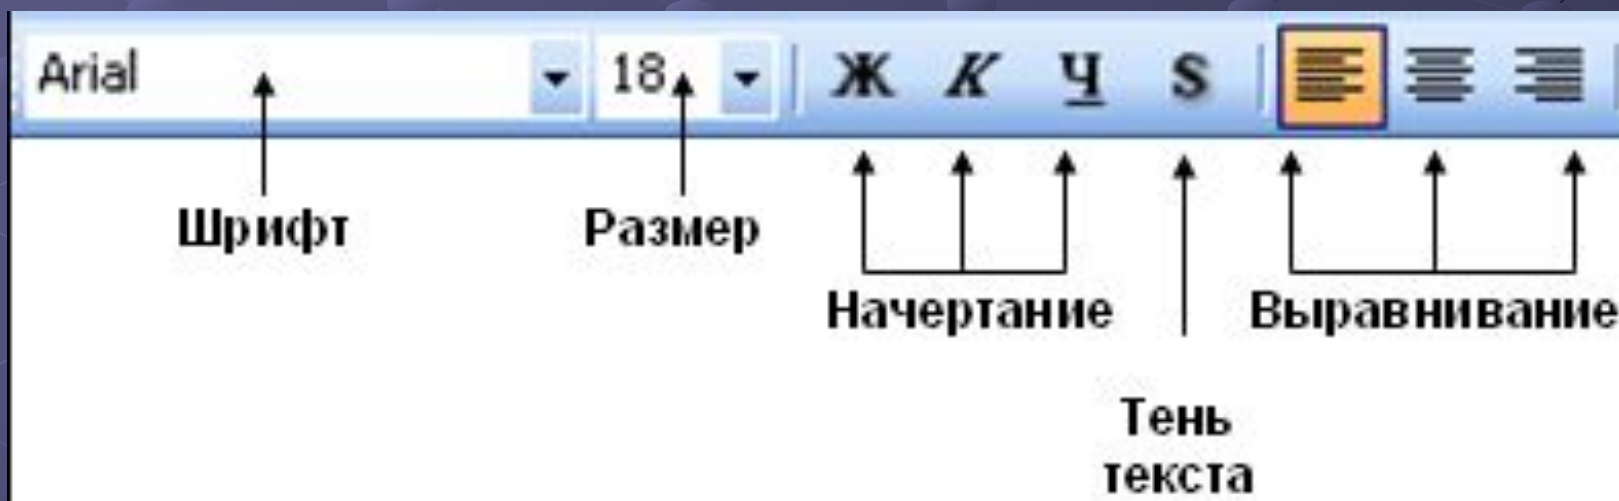 Arial 18 Ж К Ч S
Шрифт Размер
Начертание Выравнивание
Тень
текста